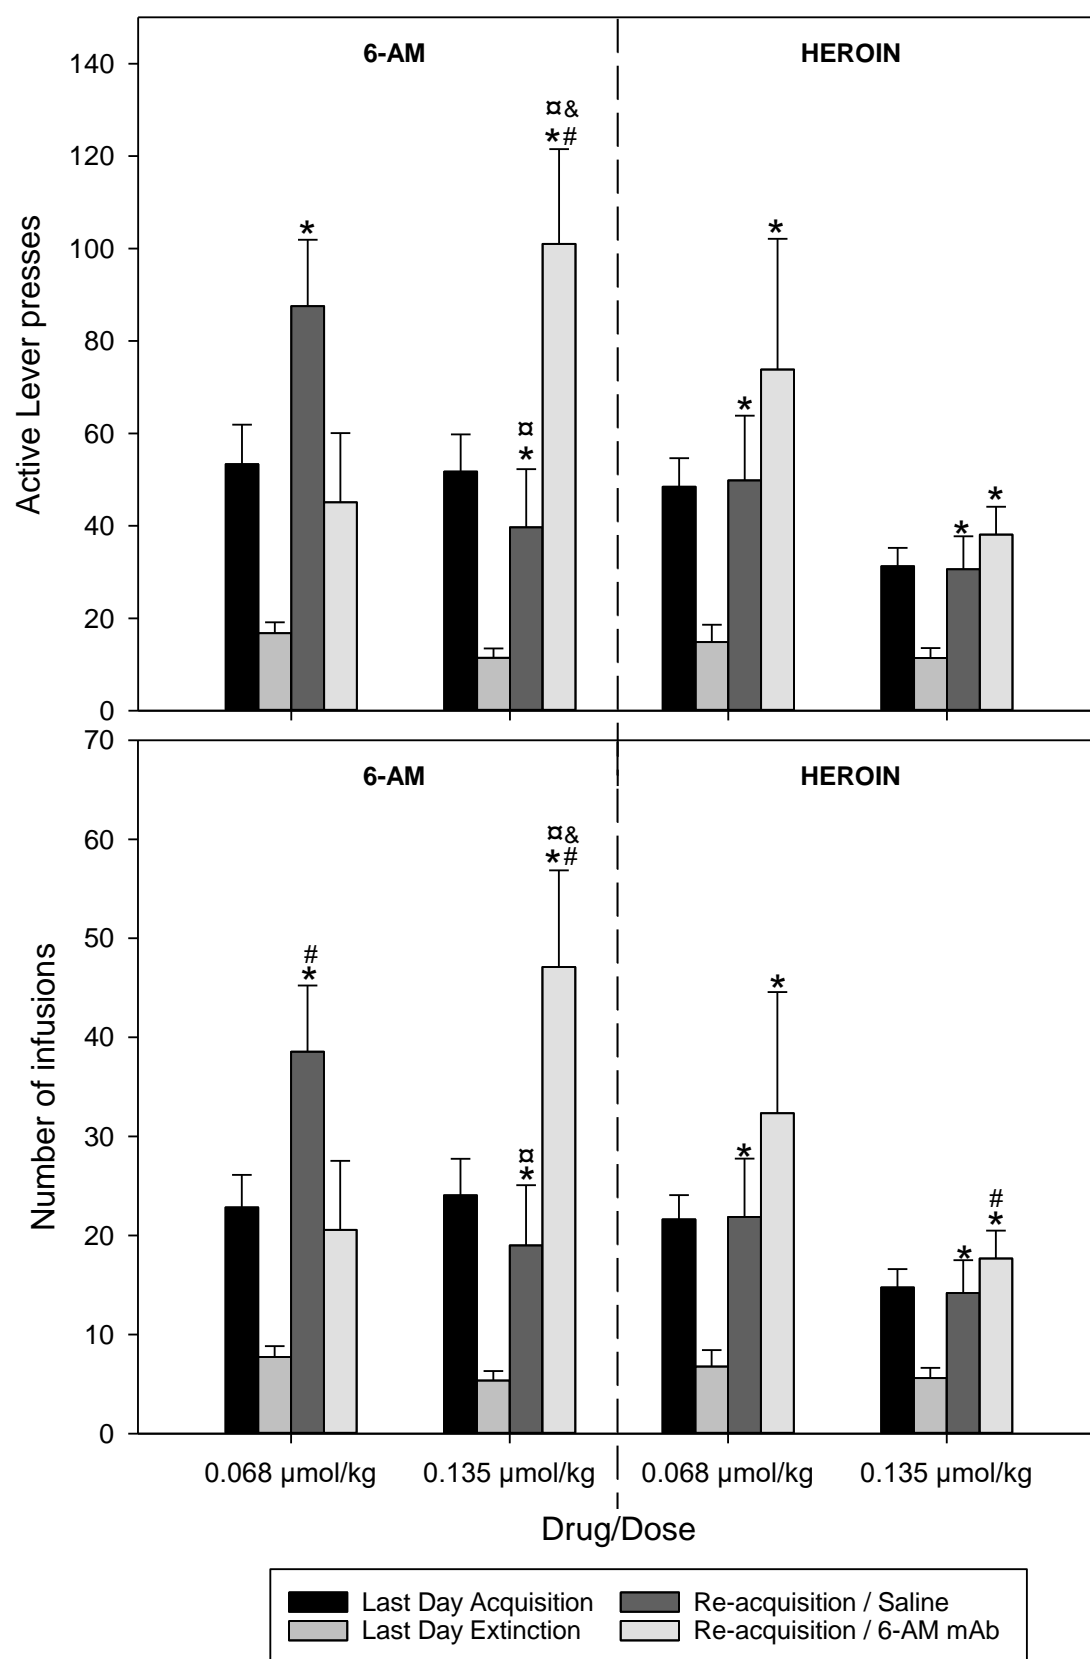 6-AM
HEROIN
140
120
100
80
60
40
20
0
Active Lever presses
¤&
*#
*
¤
*
*
*
*
*
70
60
50
40
30
20
10
0
Number of infusions
6-AM
HEROIN
¤&
*#
#
*
¤
*
*
*
#
*
*
0.068 µmol/kg
0.135 µmol/kg
0.068 µmol/kg
0.135 µmol/kg
Drug/Dose
Last Day Acquisition
Re-acquisition / Saline
Last Day Extinction
Re-acquisition / 6-AM mAb